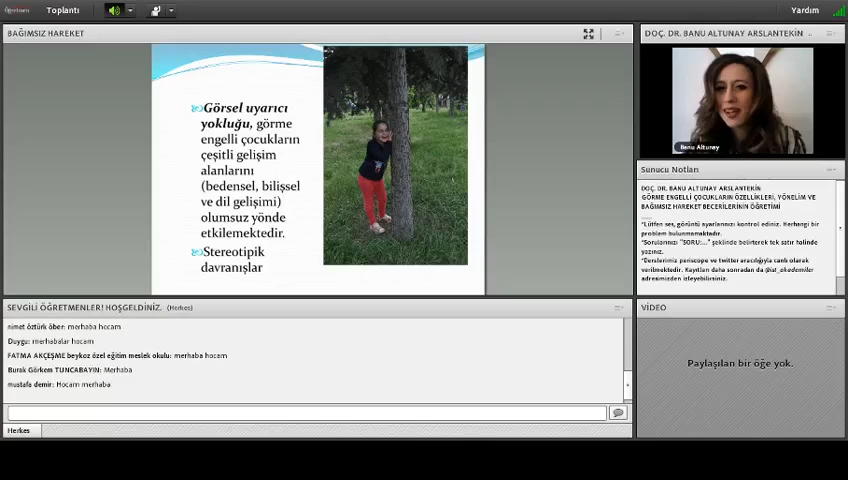 öğretmen Toplantı Yardım
BAĞIMSIZ HAREKET
Görsel uyarıcı
yokluğu, görme
engelli çocukların
çeşitli gelişim
alanlarını
(bedensel, bilişsel
ve dil gelişimi)
olumsuz yönde
etkilemektedir.
Stereotipik
davranışlar
DOÇ. DR. BANU ALTUNAY ARSLANTEKİN ..
Banu Altunay
Sunucu Notları
DOÇ. DR. BANU ALTUNAY ARSLANTEKİN
GÖRME ENGELLİ ÇOCUKLARIN ÖZELLİKLERİ, YÖNELİM VE
BAĞIMSIZ HAREKET BECERİLERİNİN ÖĞRETİMİ
*Lütfen ses, görüntü ayarlarınızı kontrol ediniz. Herhangi bir
problem bulunmamaktadır.
*Sorularınızı "SORU:..." şeklinde belirterek tek satır halinde
yazınız.
*Derslerimiz periscope ve twitter aracılığıyla canlı olarak
verilmektedir. Kayıtları daha sonradan da @ist_akademiler
adresimizden izleyebilirsiniz.
SEVGİLİ ÖĞRETMENLER! HOŞGELDİNİZ. (Herkes)
nimet öztürk öber: merhoba hocam
Duygu: merhabalar hocam
FATMA AKÇEŞME beykoz özel eğitim meslek okulu: merhaba hocam
Burak Görkem TUNCABAYIN: Merhaba
mustafa demir: Hocam merhaba
Herkes
VİDEO
Paylaşılan bir öğe yok.